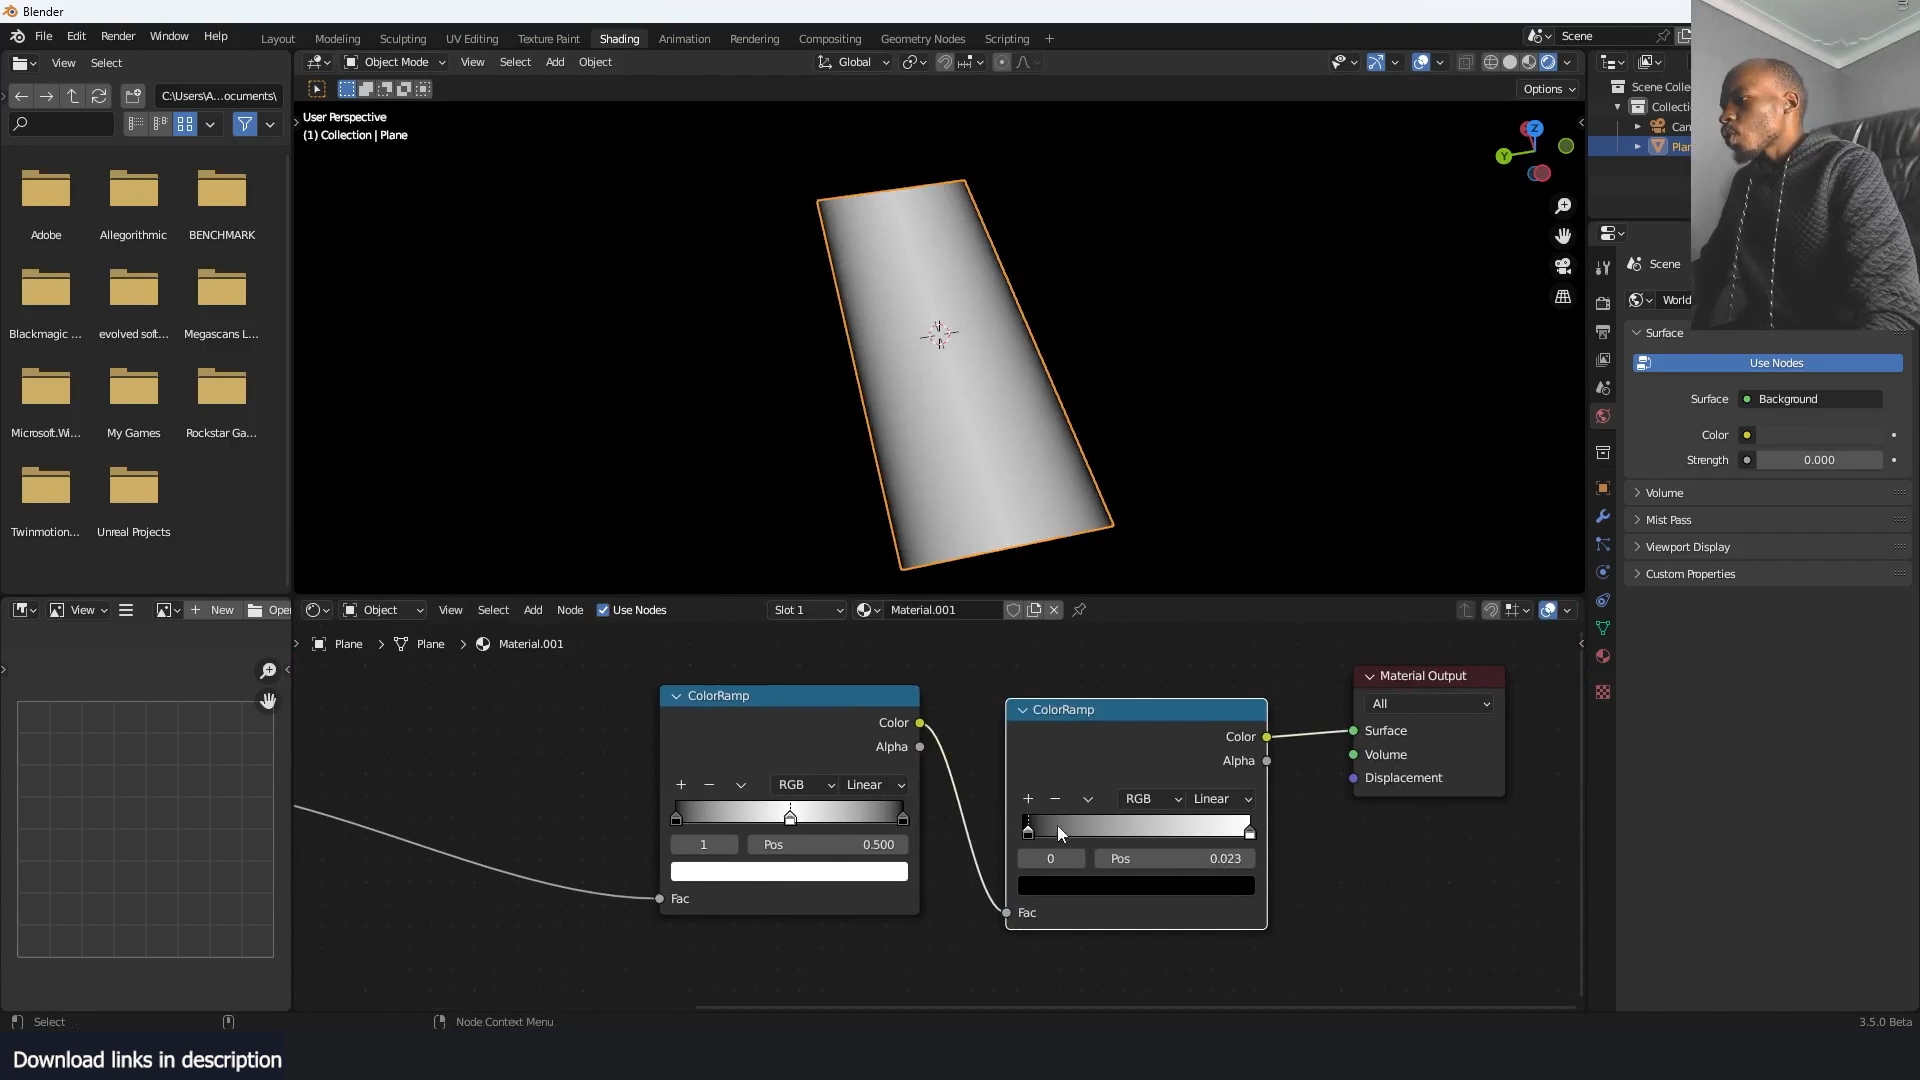 Blender
File Edit Render Window Help
Layout Modeling Sculpting UV Editing Texture Paint Shading Animation Rendering Compositing Geometry Nodes Scripting +
Scene
View Select
Object Mode View Select Add Object
Global
C:\Users\A...ocuments\
Options
User Perspective
(1) Collection | Plane
Z
Y
Scene Colle
Collecti
Can
Plan
Adobe Allegorithmic BENCHMARK
Blackmagic ... evolved soft... Megascans L...
Microsoft.Wi... My Games Rockstar Ga...
Twinmotion... Unreal Projects
Scene
World
Surface
Use Nodes
Surface Background
Color
Strength 0.000
Volume
Mist Pass
Viewport Display
Custom Properties
View New Open
Object View Select Add Node Use Nodes Slot 1 Material.001
Plane > Plane > Material.001
ColorRamp
Color
Alpha
RGB Linear
1 Pos 0.500
Fac
ColorRamp
Color
Alpha
RGB Linear
0 Pos 0.023
Fac
Material Output
All
Surface
Volume
Displacement
Select Node Context Menu 3.5.0 Beta
Download links in description